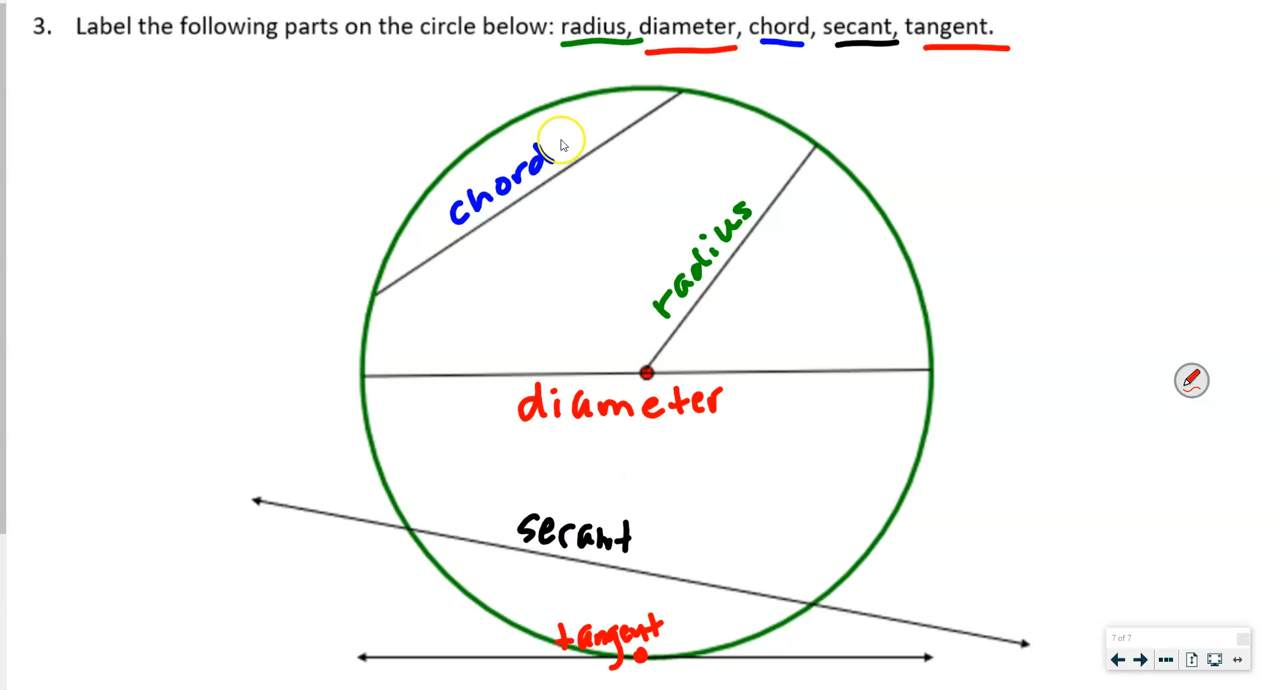 3. Label the following parts on the circle below: radius, diameter, chord, secant, tangent.
chord
radius
diameter
secant
tangent
7 of 7